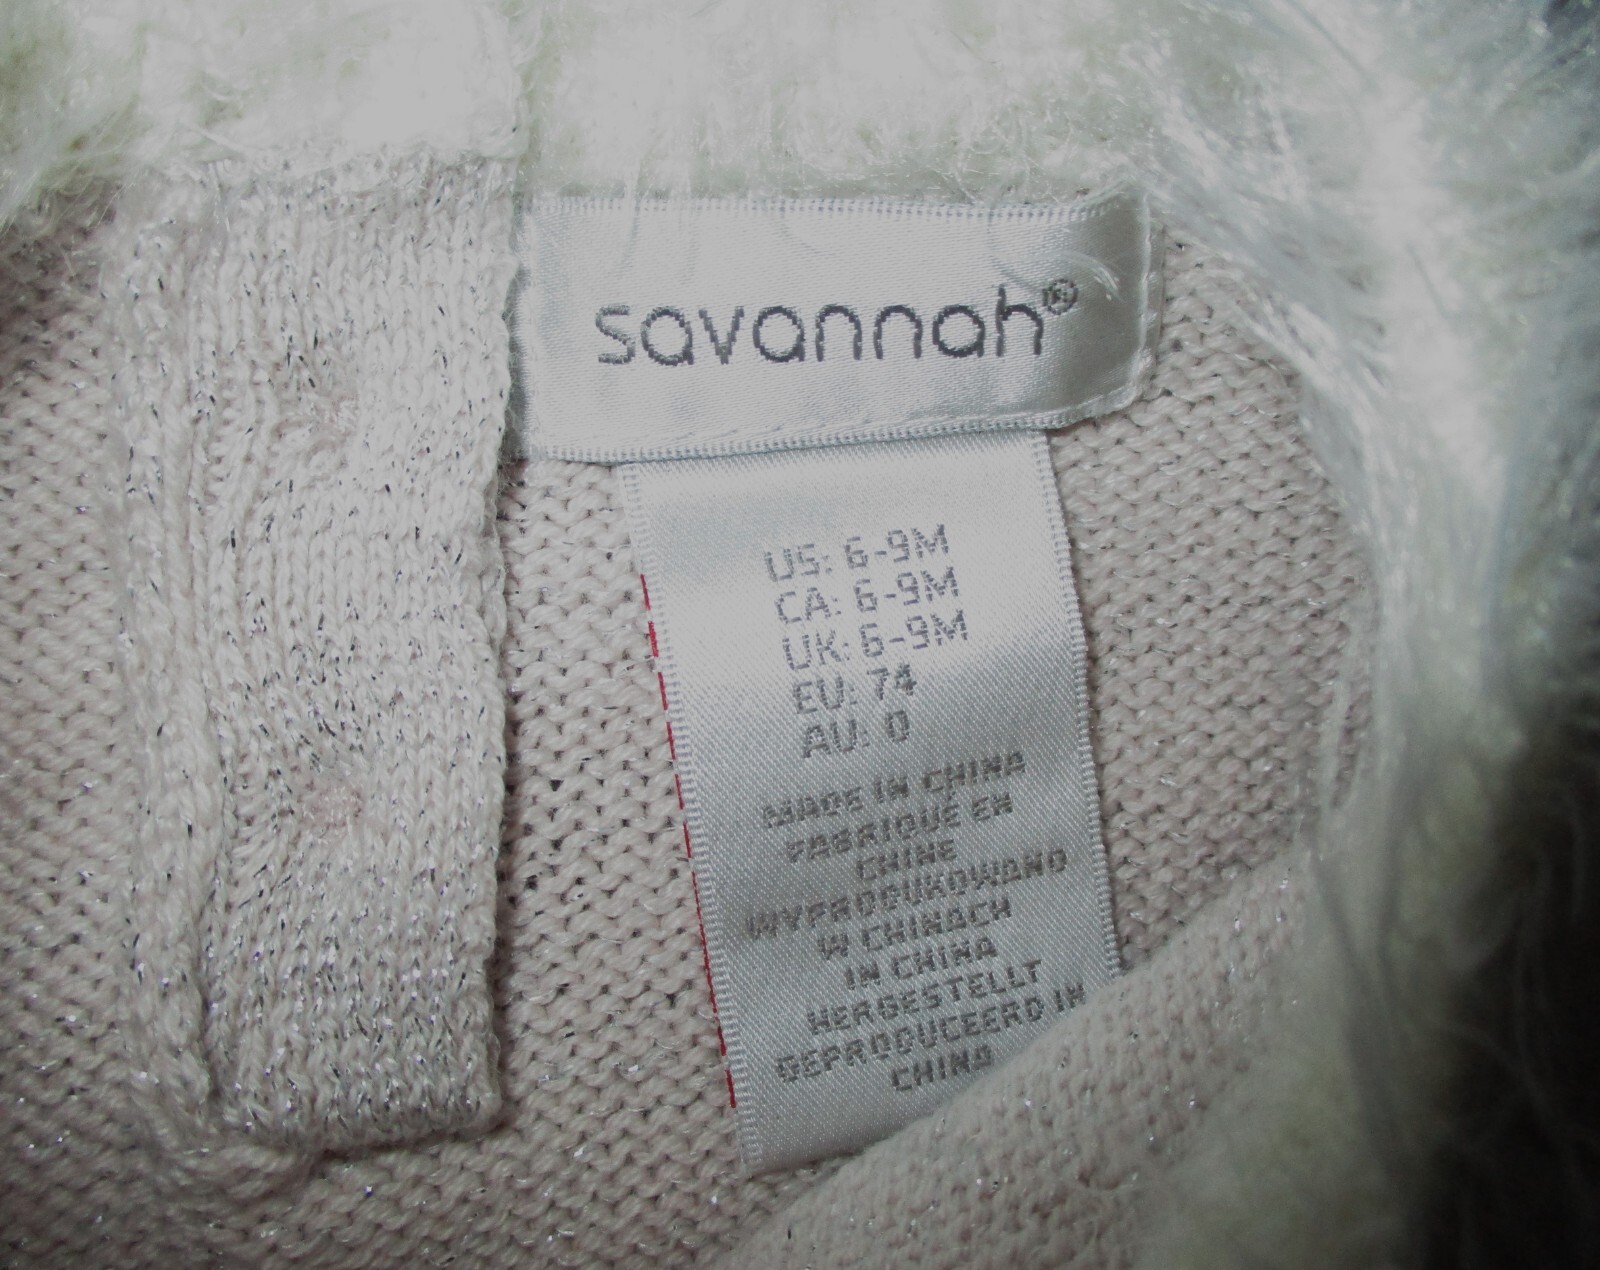 savannah®
US: 6-9M
CA: 6-9M
UK: 6-9M
EU: 74
AU: 0
MADE IN CHINA
FABRIQUÉ EN
CHINE
WYPRODUKOWANO
W CHINACH
IN CHINA
HERGESTELLT
GEPRODUCEERD IN
CHINA